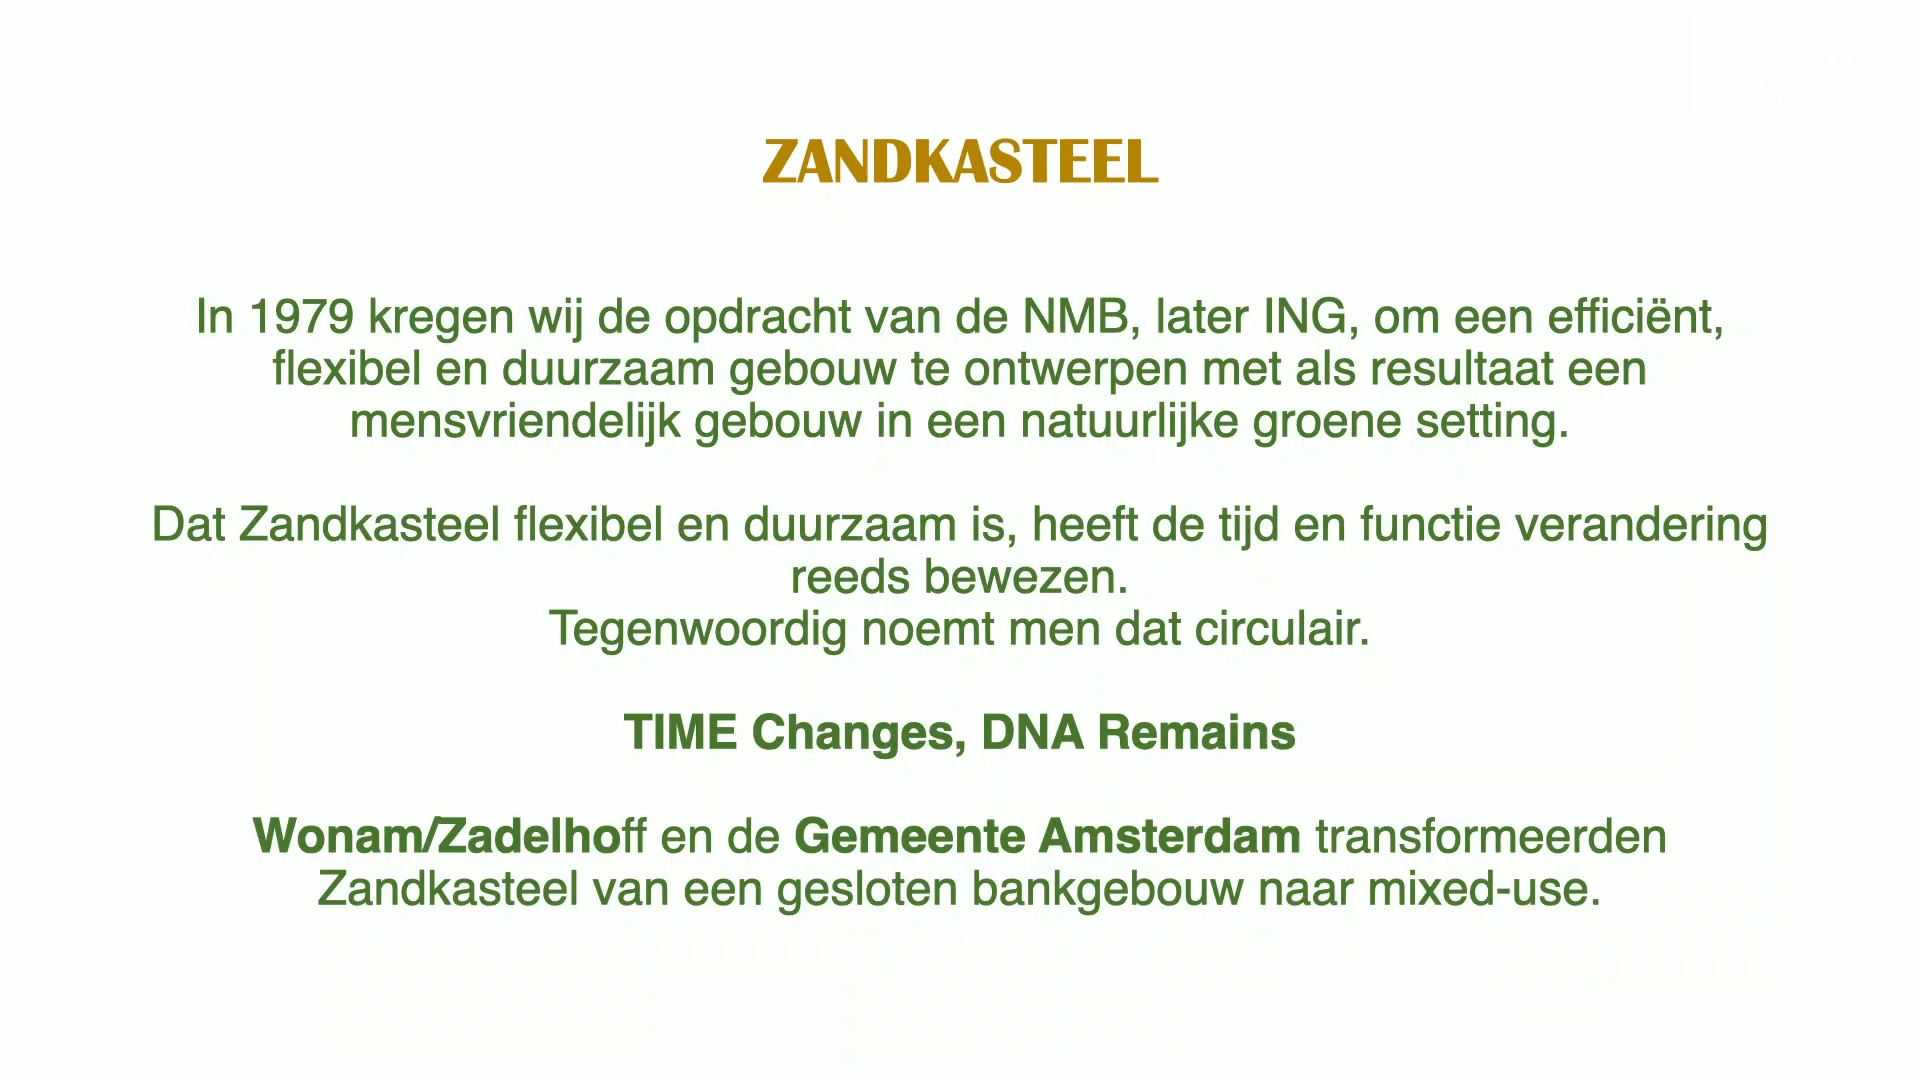 ZANDKASTEEL
In 1979 kregen wij de opdracht van de NMB, later ING, om een efficiënt,
flexibel en duurzaam gebouw te ontwerpen met als resultaat een
mensvriendelijk gebouw in een natuurlijke groene setting.
Dat Zandkasteel flexibel en duurzaam is, heeft de tijd en functie verandering
reeds bewezen.
Tegenwoordig noemt men dat circulair.
TIME Changes, DNA Remains
Wonam/Zadelhoff en de Gemeente Amsterdam transformeerden
Zandkasteel van een gesloten bankgebouw naar mixed-use.